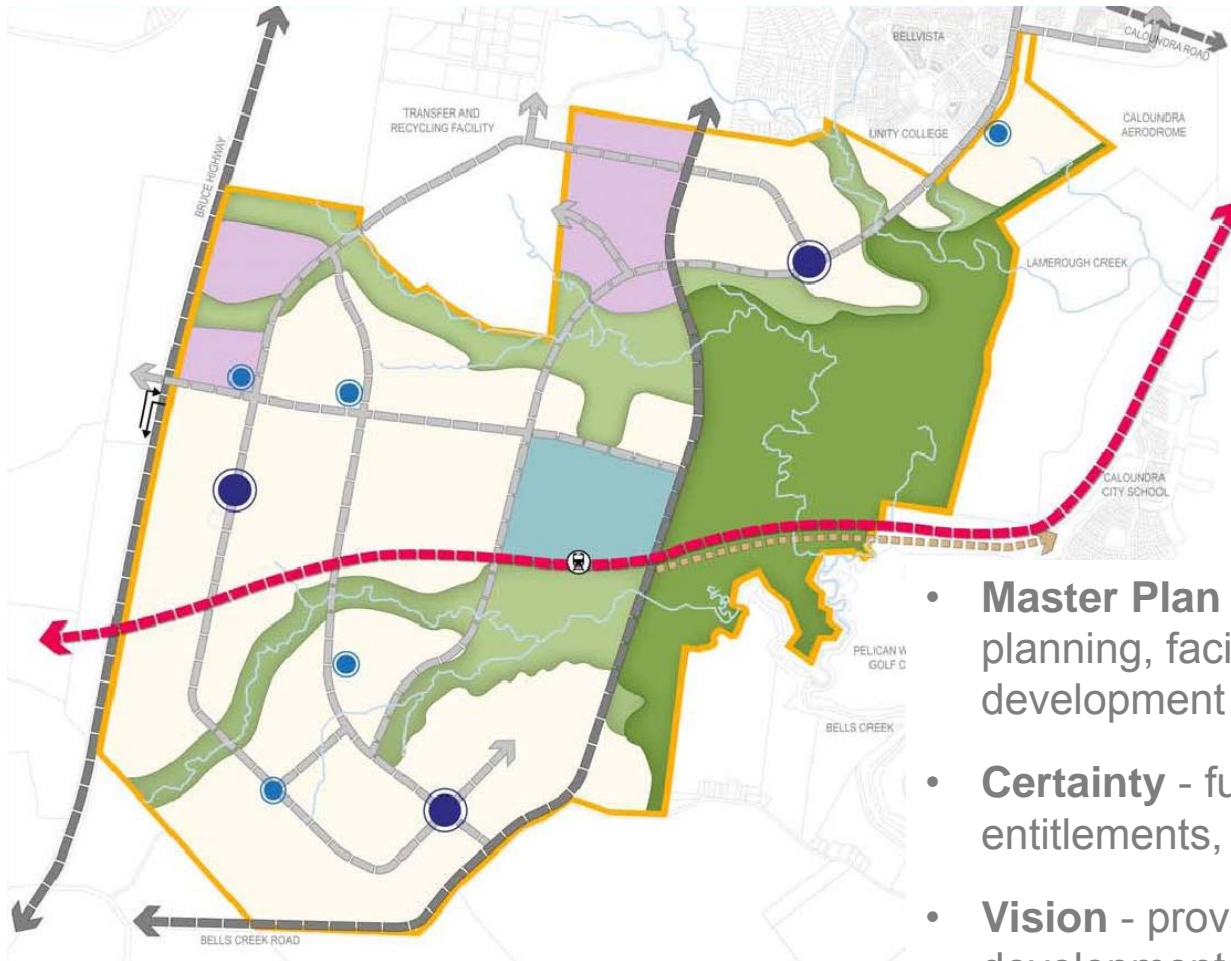 BELLVISTA
CALOUNDRA ROAD
TRANSFER AND
RECYCLING FACILITY
UNITY COLLEGE
CALOUNDRA
AERODROME
BRUCE HIGHWAY
LAMEROUGH CREEK
CALOUNDRA
CITY SCHOOL
PELICAN W
GOLF C
BELLS CREEK
BELLS CREEK ROAD
• Master Plan
planning, faci
development
• Certainty - fu
entitlements,
• Vision - prov
development